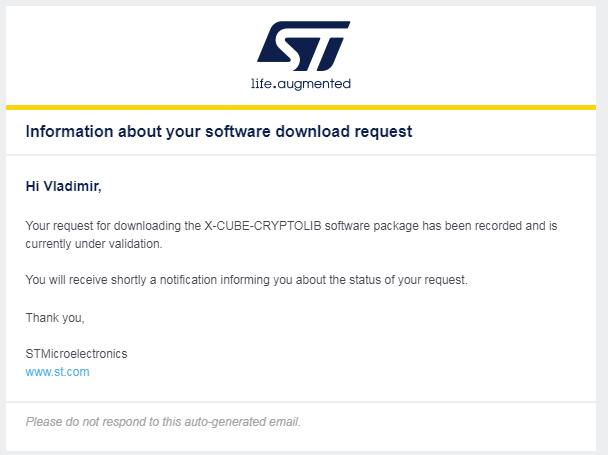 ST
life.augmented
Information about your software download request
Hi Vladimir,
Your request for downloading the X-CUBE-CRYPTOLIB software package has been recorded and is
currently under validation.
You will receive shortly a notification informing you about the status of your request.
Thank you,
STMicroelectronics
www.st.com
Please do not respond to this auto-generated email.